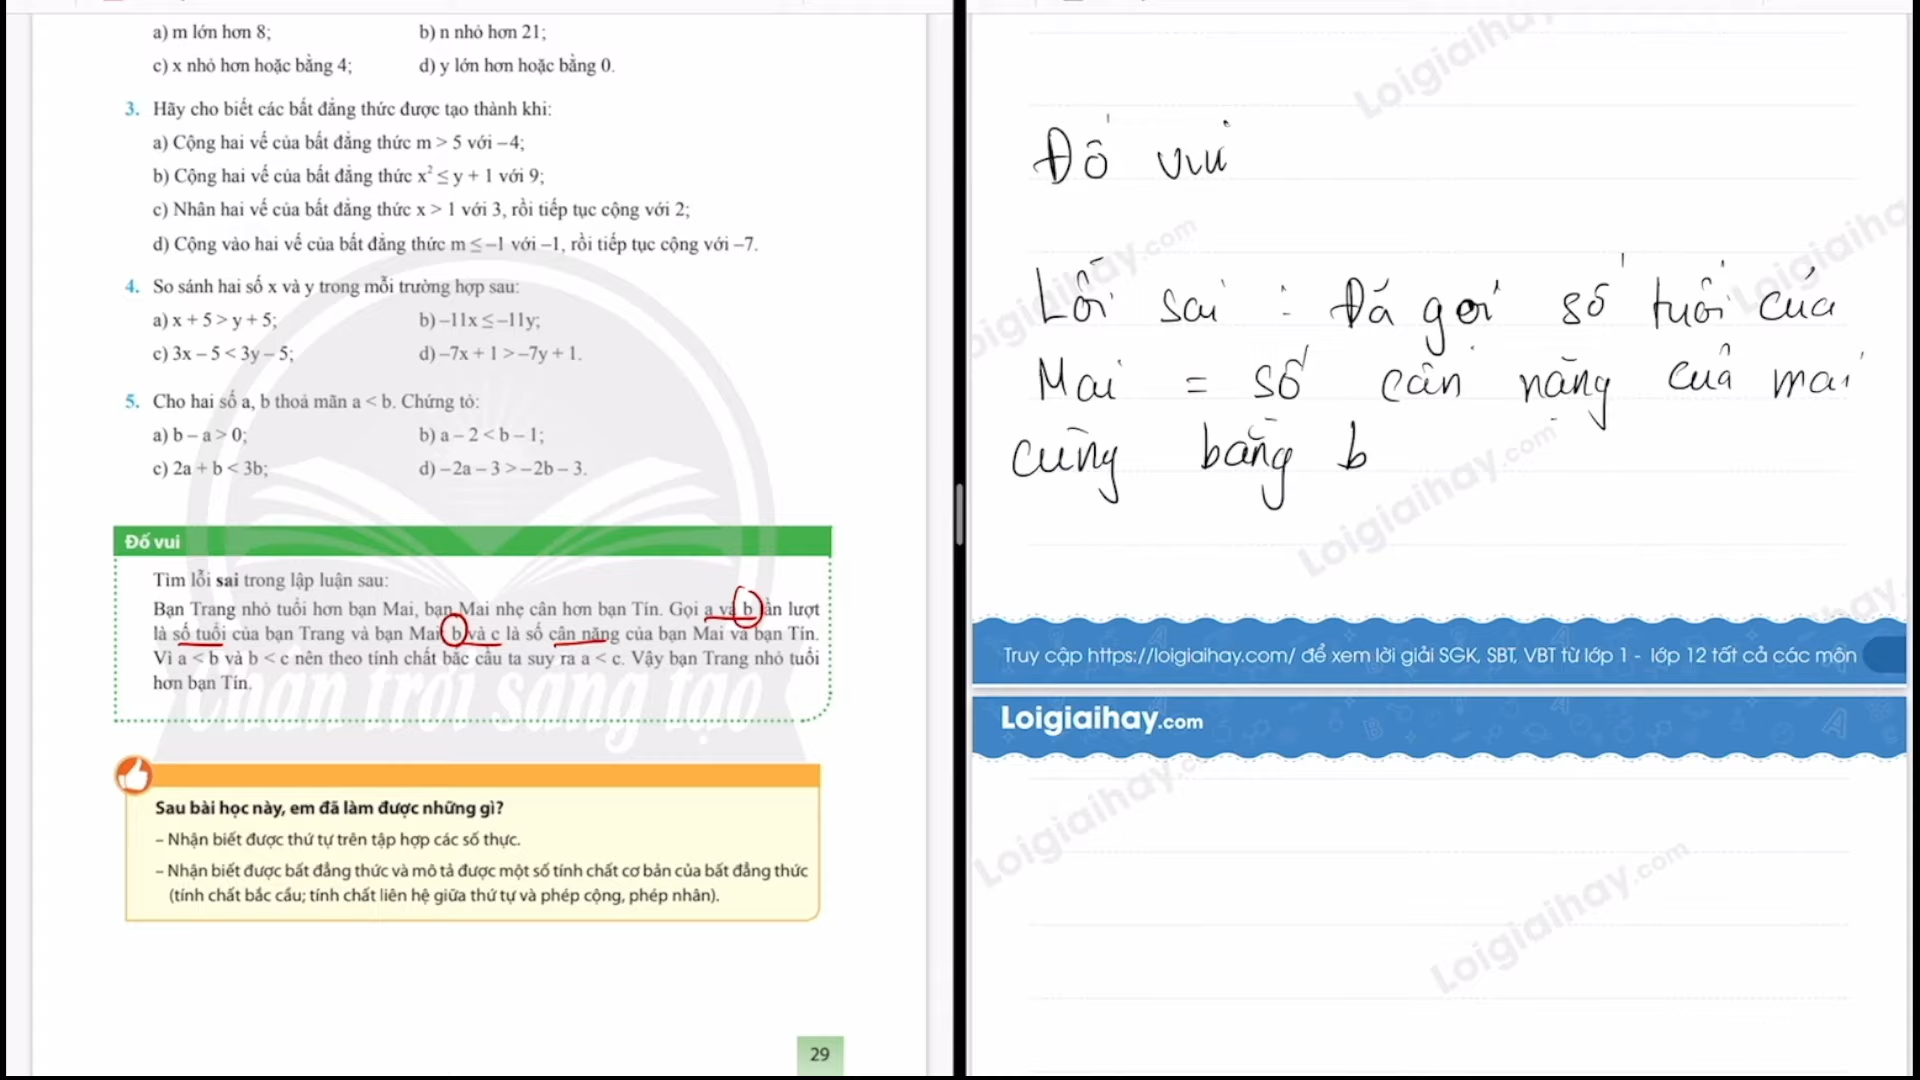 a) m lớn hơn 8; b) n nhỏ hơn 21;
c) x nhỏ hơn hoặc bằng 4; d) y lớn hơn hoặc bằng 0.
3. Hãy cho biết các bất đẳng thức được tạo thành khi:
a) Cộng hai vế của bất đẳng thức m > 5 với −4;
b) Cộng hai vế của bất đẳng thức x² ≤ y + 1 với 9;
c) Nhân hai vế của bất đẳng thức x > 1 với 3, rồi tiếp tục cộng với 2;
d) Cộng vào hai vế của bất đẳng thức m ≤ −1 với −1, rồi tiếp tục cộng với −7.
4. So sánh hai số x và y trong mỗi trường hợp sau:
a) x + 5 > y + 5; b) −11x ≤ −11y;
c) 3x − 5 < 3y − 5; d) −7x + 1 > −7y + 1.
5. Cho hai số a, b thoả mãn a < b. Chứng tỏ:
a) b − a > 0; b) a − 2 < b − 1;
c) 2a + b < 3b; d) −2a − 3 > −2b − 3.
Đố vui
Tìm lỗi sai trong lập luận sau:
Bạn Trang nhỏ tuổi hơn bạn Mai, bạn Mai nhẹ cân hơn bạn Tín. Gọi a và b lần lượt
là số tuổi của bạn Trang và bạn Mai; b và c là số cân nặng của bạn Mai và bạn Tín.
Vì a < b và b < c nên theo tính chất bắc cầu ta suy ra a < c. Vậy bạn Trang nhỏ tuổi
hơn bạn Tín.
Chân trời sáng tạo
Sau bài học này, em đã làm được những gì?
– Nhận biết được thứ tự trên tập hợp các số thực.
– Nhận biết được bất đẳng thức và mô tả được một số tính chất cơ bản của bất đẳng thức
(tính chất bắc cầu; tính chất liên hệ giữa thứ tự và phép cộng, phép nhân).
29
Đố vui
Lỗi sai : Đã gọi số tuổi của
Mai = số cân nặng của mai
cùng bằng b
Truy cập https://loigiaihay.com/ để xem lời giải SGK, SBT, VBT từ lớp 1 - lớp 12 tất cả các môn
Loigiaihay.com
Loigiaihay.com
Loigiaihay.com
Loigiaihay.com
Loigiaihay.com